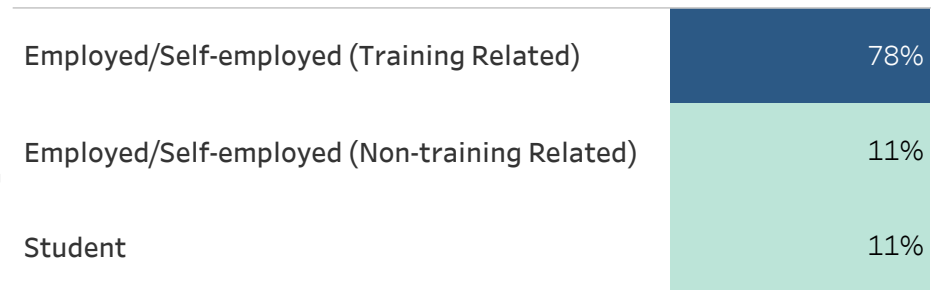 Employed/Self-employed (Training Related) 78%
Employed/Self-employed (Non-training Related) 11%
Student 11%